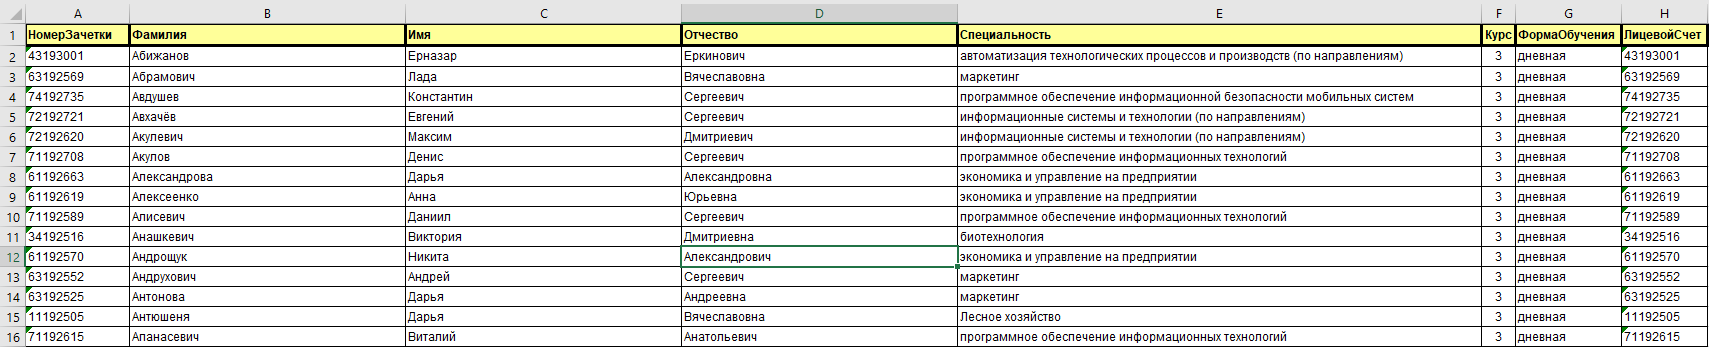 A B C D E F G H
1 НомерЗачетки Фамилия Имя Отчество Специальность Курс ФормаОбучения ЛицевойСчет
2 43193001 Абижанов Ерназар Еркинович автоматизация технологических процессов и производств (по направлениям) 3 дневная 43193001
3 63192569 Абрамович Лада Вячеславовна маркетинг 3 дневная 63192569
4 74192735 Авдушев Константин Сергеевич программное обеспечение информационной безопасности мобильных систем 3 дневная 74192735
5 72192721 Авхачёв Евгений Сергеевич информационные системы и технологии (по направлениям) 3 дневная 72192721
6 72192620 Акулевич Максим Дмитриевич информационные системы и технологии (по направлениям) 3 дневная 72192620
7 71192708 Акулов Денис Сергеевич программное обеспечение информационных технологий 3 дневная 71192708
8 61192663 Александрова Дарья Александровна экономика и управление на предприятии 3 дневная 61192663
9 61192619 Алексеенко Анна Юрьевна экономика и управление на предприятии 3 дневная 61192619
10 71192589 Алисевич Даниил Сергеевич программное обеспечение информационных технологий 3 дневная 71192589
11 34192516 Анашкевич Виктория Дмитриевна биотехнология 3 дневная 34192516
12 61192570 Андрощук Никита Александрович экономика и управление на предприятии 3 дневная 61192570
13 63192552 Андрухович Андрей Сергеевич маркетинг 3 дневная 63192552
14 63192525 Антонова Дарья Андреевна маркетинг 3 дневная 63192525
15 11192505 Антюшеня Дарья Вячеславовна Лесное хозяйство 3 дневная 11192505
16 71192615 Апанасевич Виталий Анатольевич программное обеспечение информационных технологий 3 дневная 71192615